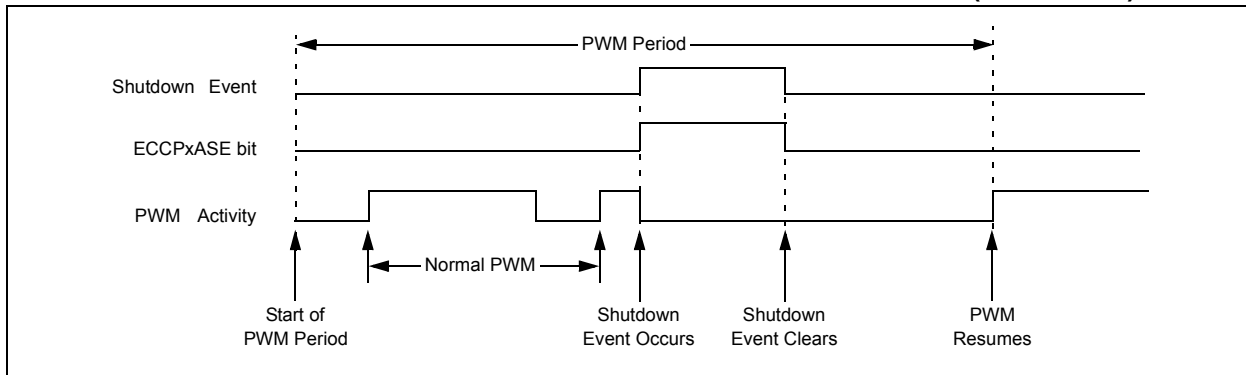 PWM Period
Shutdown Event
ECCPxASE bit
PWM Activity
Normal PWM
Start of
PWM Period
Shutdown
Event Occurs
Shutdown
Event Clears
PWM
Resumes